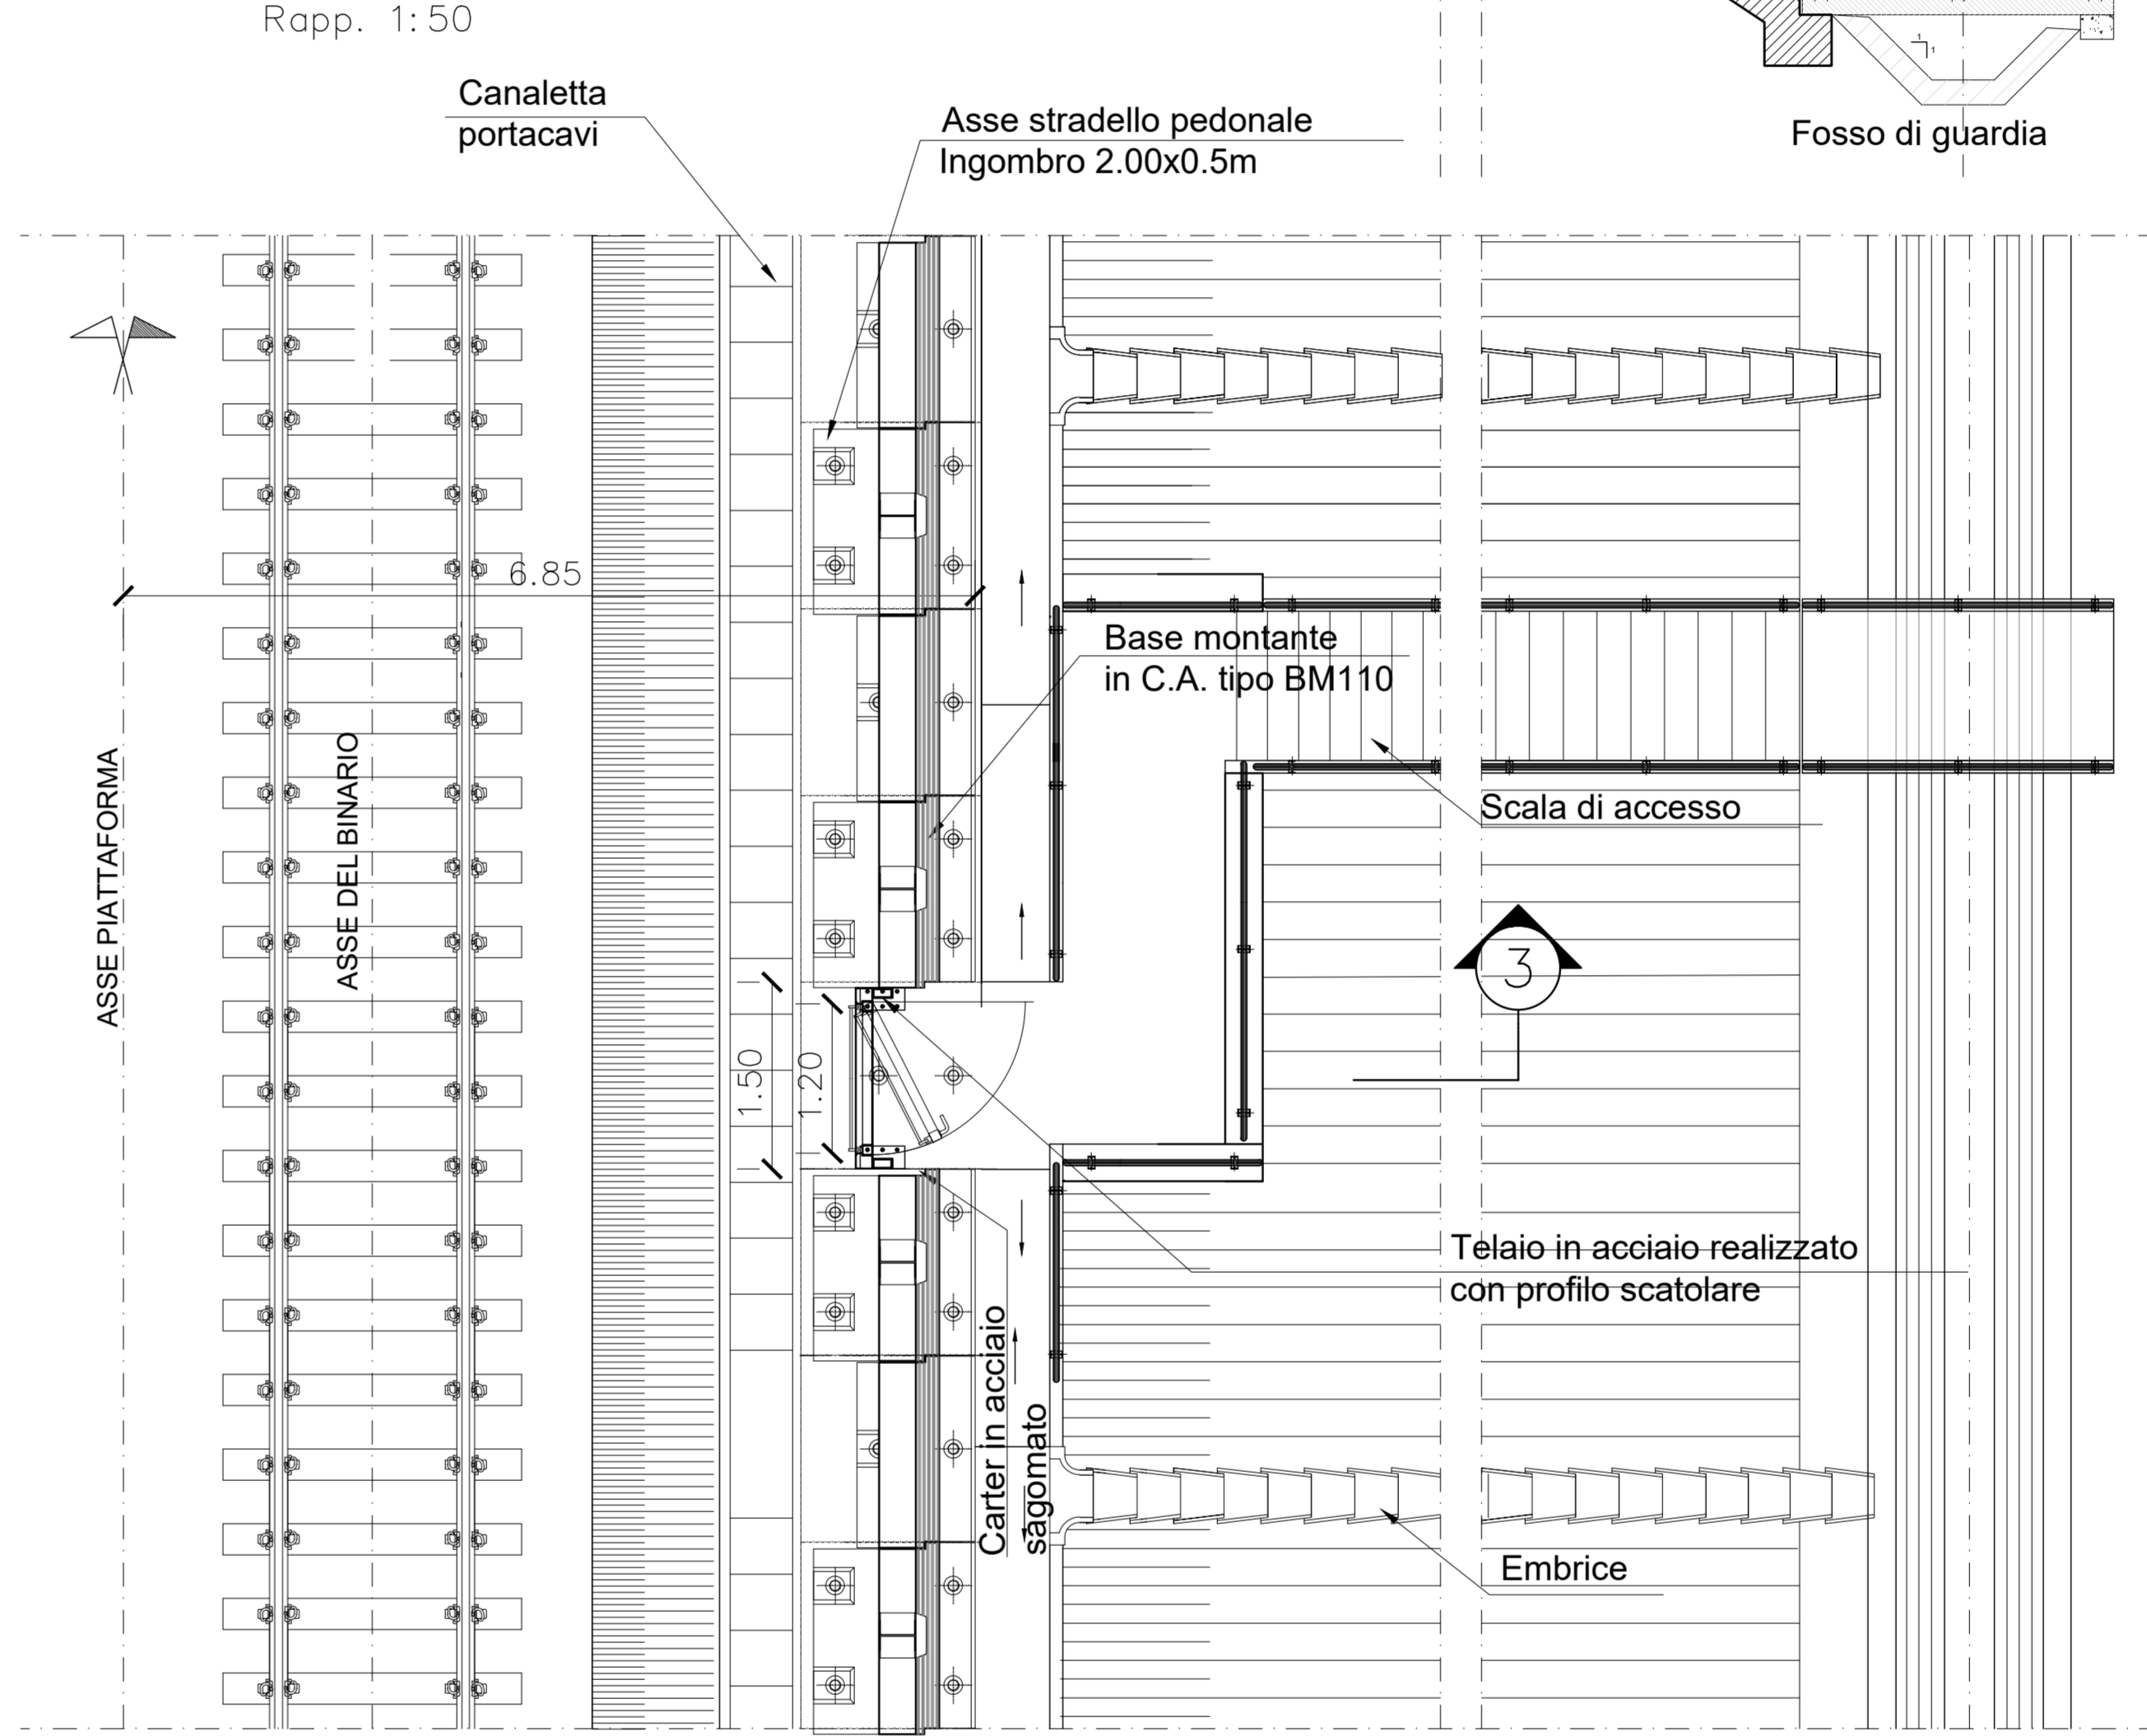 Rapp. 1:50
1
1
Canaletta
portacavi
Asse stradello pedonale
Ingombro 2.00x0.5m
Fosso di guardia
6.85
Base montante
in C.A. tipo BM110
ASSE PIATTAFORMA
ASSE DEL BINARIO
Scala di accesso
3
1.50
1.20
Telaio in acciaio realizzato
con profilo scatolare
Carter in acciaio
sagomato
Embrice